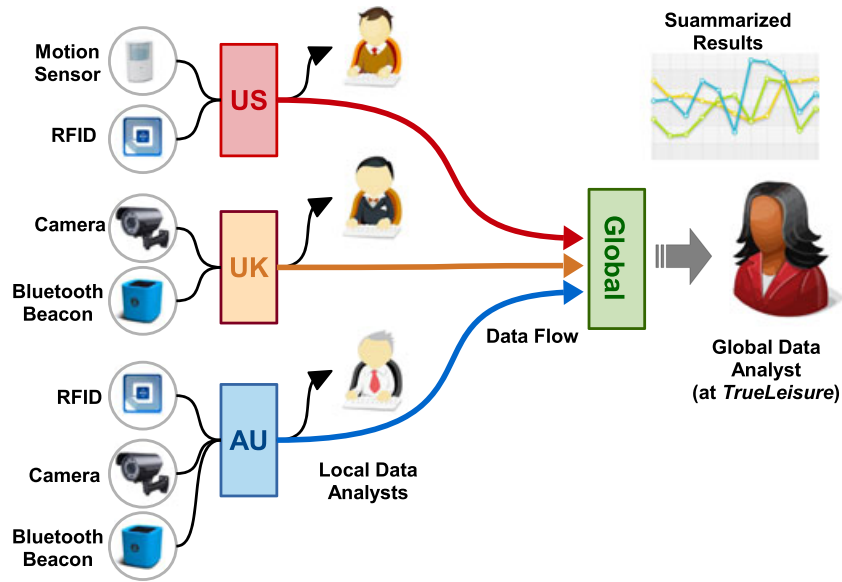 Suammarized
Results
Motion
Sensor
US
RFID
Camera
UK
Bluetooth
Beacon
Global
Data Flow
Global Data
Analyst
(at TrueLeisure)
RFID
AU
Camera
Local Data
Analysts
Bluetooth
Beacon